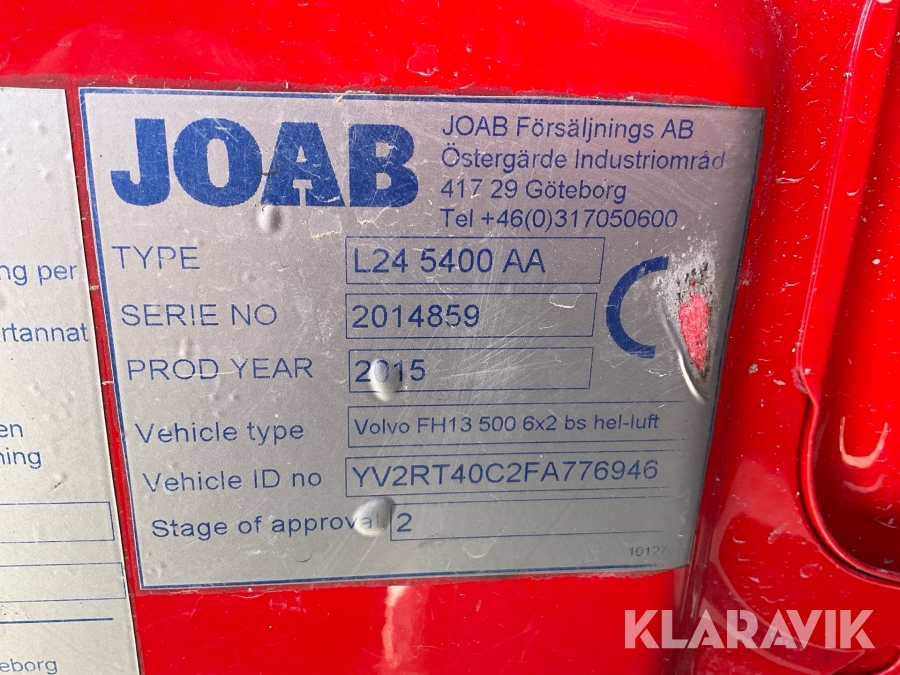 JOAB
JOAB Försäljnings AB
Östergärde Industriområd
417 29 Göteborg
Tel +46(0)317050600
TYPE L24 5400 AA
SERIE NO 2014859
PROD YEAR 2015
Vehicle type Volvo FH13 500 6x2 bs hel-luft
Vehicle ID no YV2RT40C2FA776946
Stage of approval 2
1012
C
ng per
rtannat
en
ning
eborg
KLARAVIK